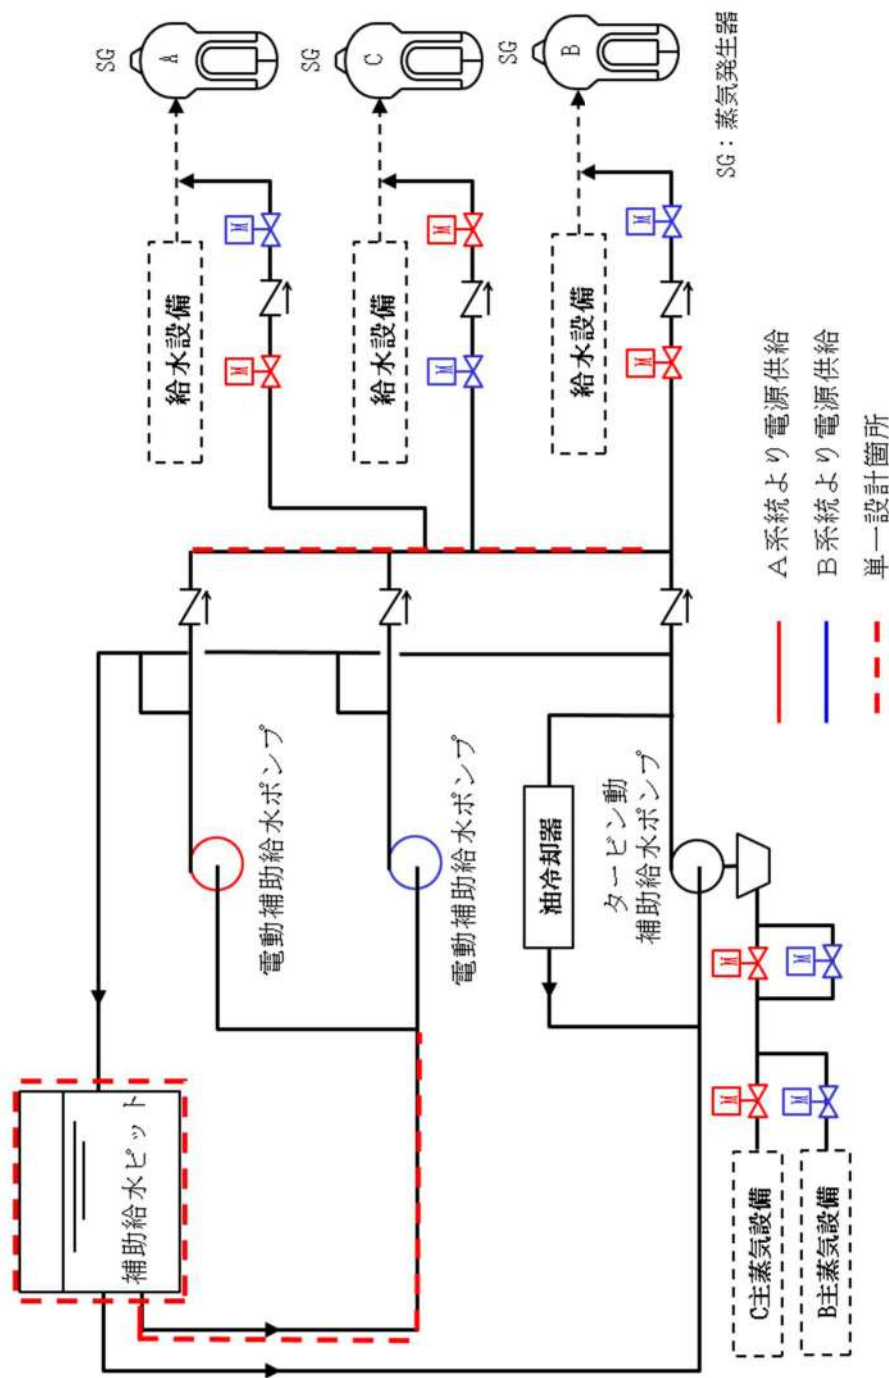 SG
A
SG
C
SG
B
SG：蒸気発生器
給水設備
M
M
給水設備
M
M
給水設備
M
M
電動補助給水ポンプ
電動補助給水ポンプ
油冷却器
タービン動
補助給水ポンプ
補助給水ピット
M
M
M
M
C主蒸気設備
B主蒸気設備
A系統より電源供給
B系統より電源供給
単一設計箇所